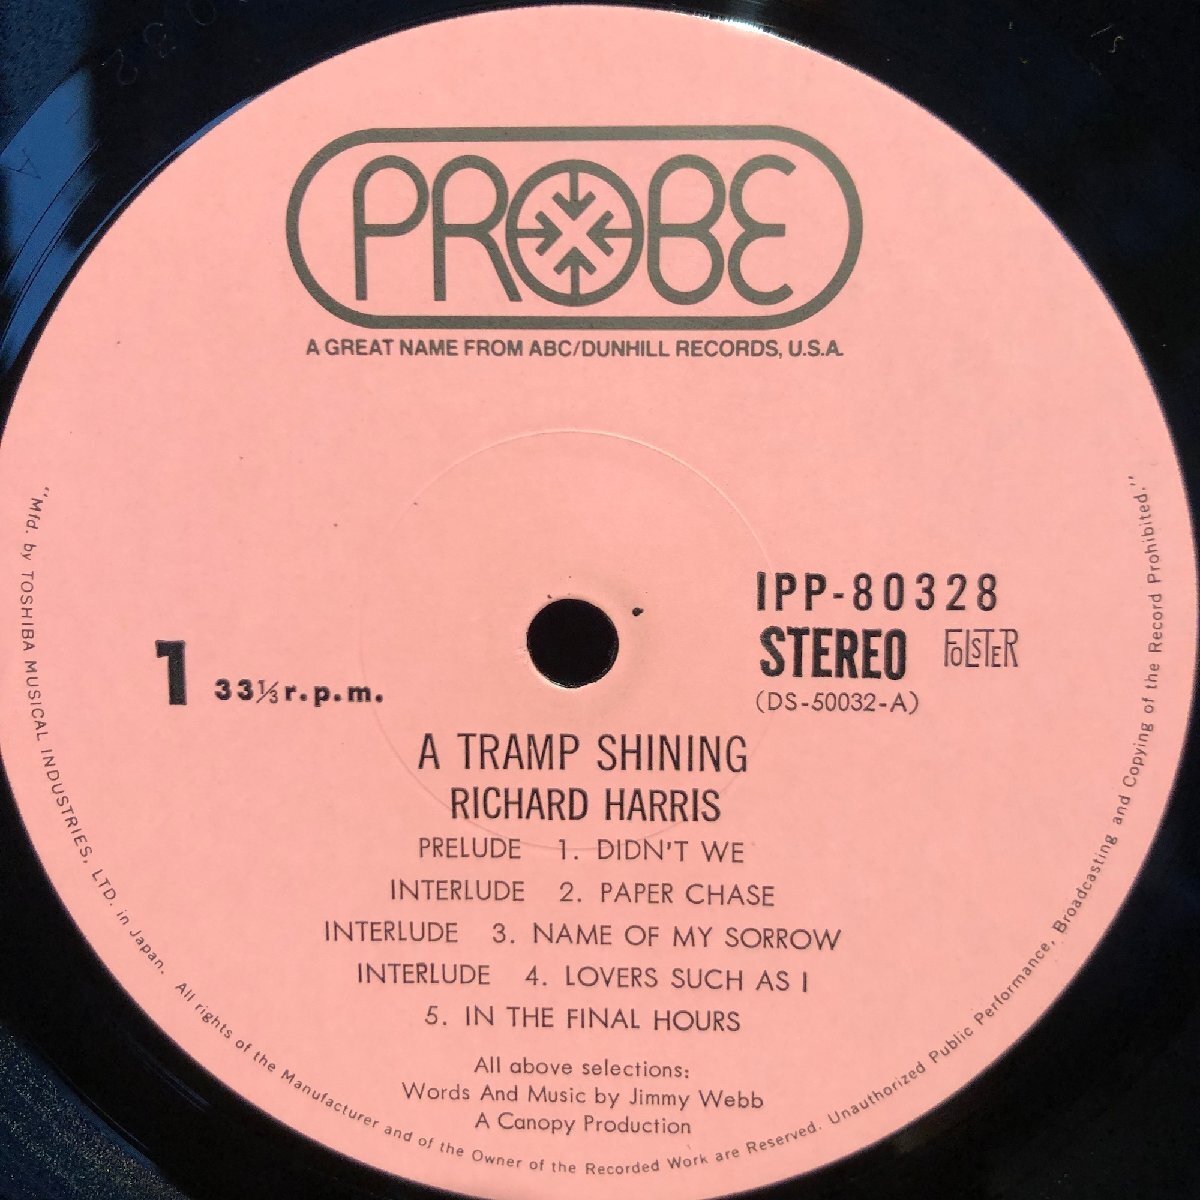 PROBE
A GREAT NAME FROM ABC/DUNHILL RECORDS, U.S.A.
IPP-80328
STEREO FOLSTER
(DS-50032-A)
1 33⅓ r.p.m.
A TRAMP SHINING
RICHARD HARRIS
PRELUDE 1. DIDN'T WE
INTERLUDE 2. PAPER CHASE
INTERLUDE 3. NAME OF MY SORROW
INTERLUDE 4. LOVERS SUCH AS I
5. IN THE FINAL HOURS
All above selections:
Words And Music by Jimmy Webb
A Canopy Production
"Mfd. by TOSHIBA MUSICAL INDUSTRIES, LTD. in Japan. All rights of the Manufacturer and of the Owner of the Recorded Work are Reserved. Unauthorized Public Performance, Broadcasting and Copying of the Record Prohibited."